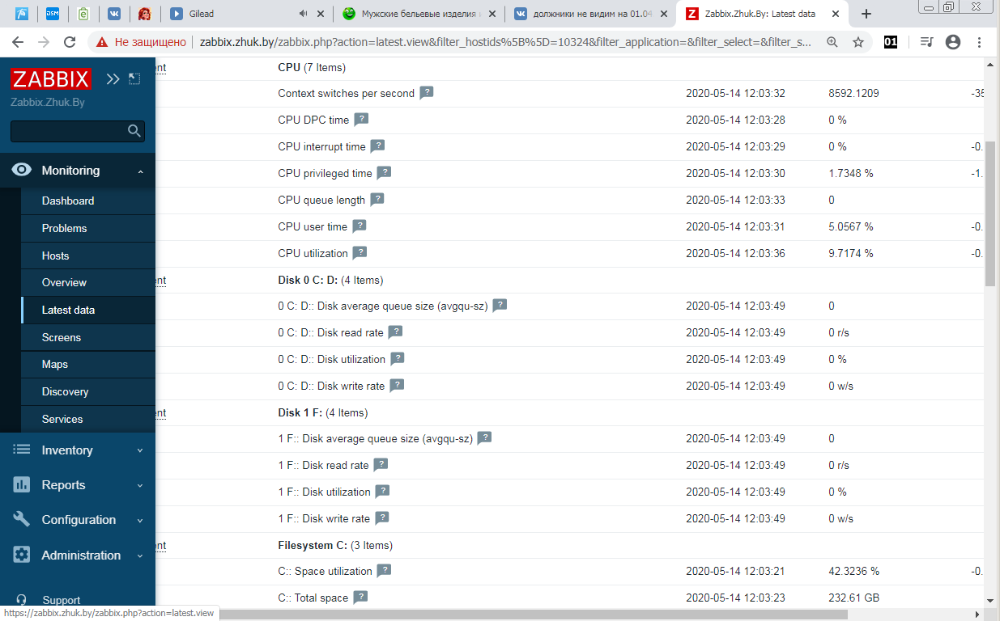 DSM
Gilead
Мужские бельевые изделия
должники не видим на 01.04
Zabbix.Zhuk.By: Latest data
Не защищено
zabbix.zhuk.by/zabbix.php?action=latest.view&filter_hostids%5B%5D=10324&filter_application=&filter_select=&filter_s...
01
ZABBIX
Zabbix.Zhuk.By
Monitoring
Dashboard
Problems
Hosts
Overview
Latest data
Screens
Maps
Discovery
Services
Inventory
Reports
Configuration
Administration
Support
https://zabbix.zhuk.by/zabbix.php?action=latest.view
ent CPU (7 Items)
Context switches per second ? 2020-05-14 12:03:32 8592.1209 -35
CPU DPC time ? 2020-05-14 12:03:28 0 %
CPU interrupt time ? 2020-05-14 12:03:29 0 % -0.
CPU privileged time ? 2020-05-14 12:03:30 1.7348 % -1.
CPU queue length ? 2020-05-14 12:03:33 0
CPU user time ? 2020-05-14 12:03:31 5.0567 % -0.
CPU utilization ? 2020-05-14 12:03:36 9.7174 % -0.
ent Disk 0 C: D: (4 Items)
0 C: D:: Disk average queue size (avgqu-sz) ? 2020-05-14 12:03:49 0
0 C: D:: Disk read rate ? 2020-05-14 12:03:49 0 r/s
0 C: D:: Disk utilization ? 2020-05-14 12:03:49 0 %
0 C: D:: Disk write rate ? 2020-05-14 12:03:49 0 w/s
ent Disk 1 F: (4 Items)
1 F:: Disk average queue size (avgqu-sz) ? 2020-05-14 12:03:49 0
1 F:: Disk read rate ? 2020-05-14 12:03:49 0 r/s
1 F:: Disk utilization ? 2020-05-14 12:03:49 0 %
1 F:: Disk write rate ? 2020-05-14 12:03:49 0 w/s
ent Filesystem C: (3 Items)
C:: Space utilization ? 2020-05-14 12:03:21 42.3236 % -0.
C:: Total space ? 2020-05-14 12:03:23 232.61 GB